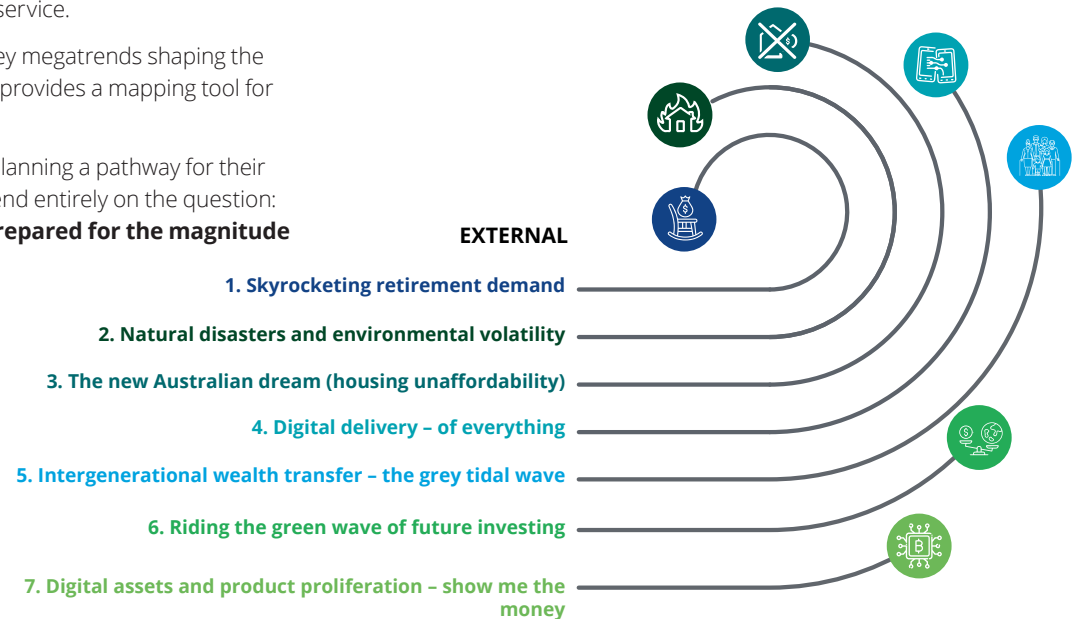 service.
ey megatrends shaping the
provides a mapping tool for
lanning a pathway for their
end entirely on the question:
repared for the magnitude
EXTERNAL
1. Skyrocketing retirement demand
2. Natural disasters and environmental volatility
3. The new Australian dream (housing unaffordability)
4. Digital delivery – of everything
5. Intergenerational wealth transfer – the grey tidal wave
6. Riding the green wave of future investing
7. Digital assets and product proliferation – show me the
money